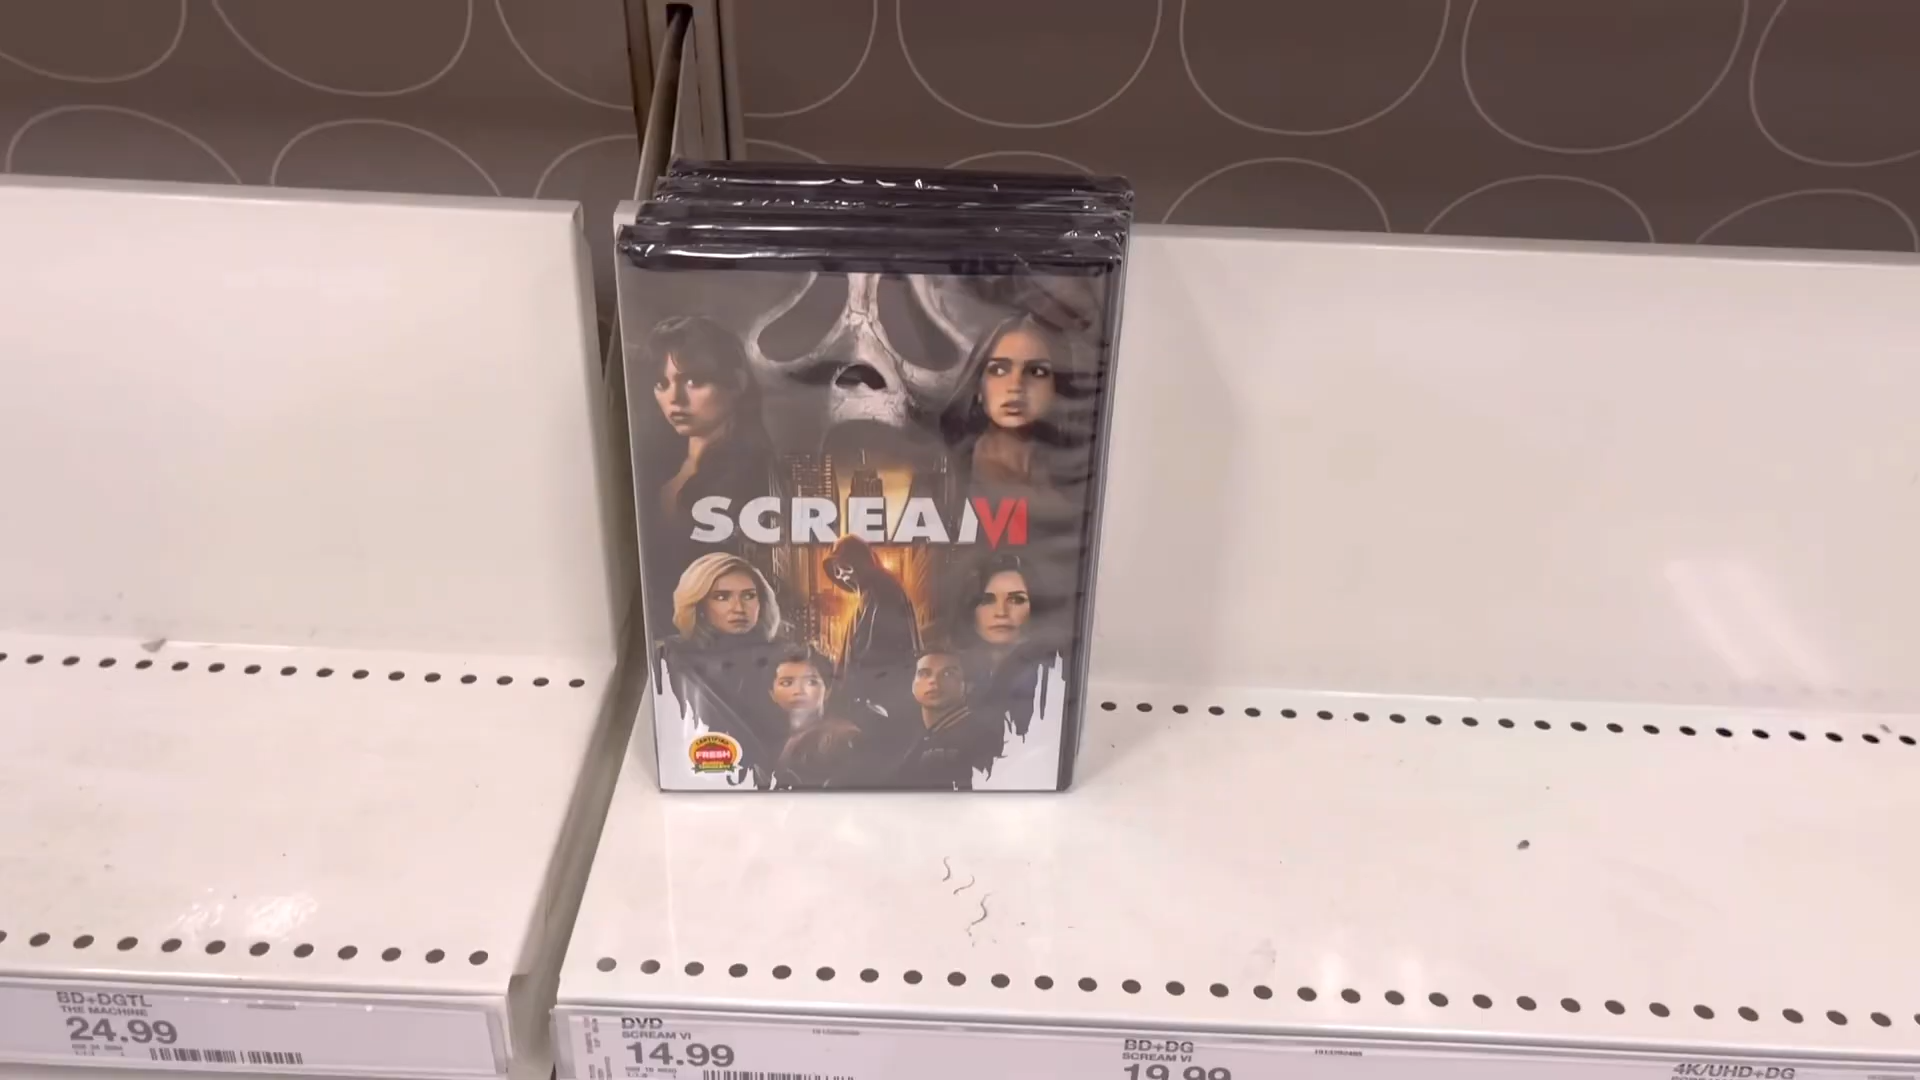 SCREAM VI
CERTIFIED
FRESH
BD+DGTL
THE MACHINE
24.99
DVD
SCREAM VI
14.99
BD+DG
SCREAM VI
19.99
4K/UHD+DG